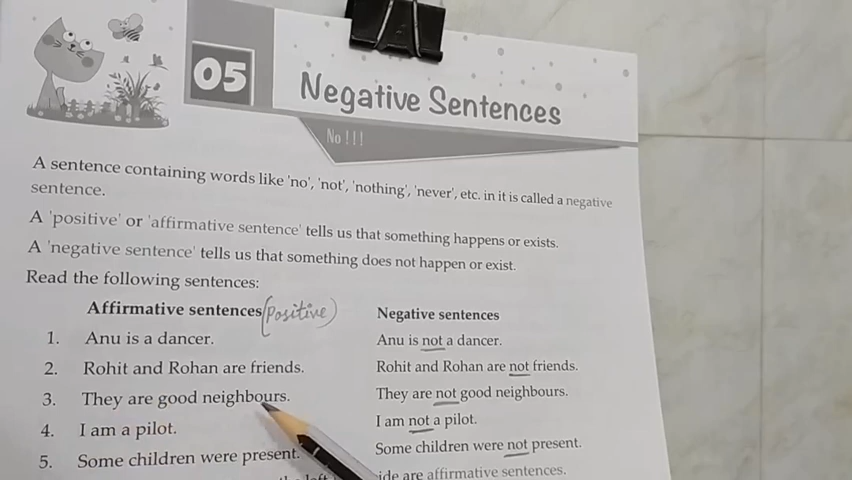 05
Negative Sentences
No !!!
A sentence containing words like 'no', 'not', 'nothing', 'never', etc. in it is called a negative
sentence.
A 'positive' or 'affirmative sentence' tells us that something happens or exists.
A 'negative sentence' tells us that something does not happen or exist.
Read the following sentences:
Affirmative sentences (Positive) Negative sentences
1. Anu is a dancer. Anu is not a dancer.
2. Rohit and Rohan are friends. Rohit and Rohan are not friends.
3. They are good neighbours. They are not good neighbours.
4. I am a pilot. I am not a pilot.
5. Some children were present. Some children were not present.
are affirmative sentences.